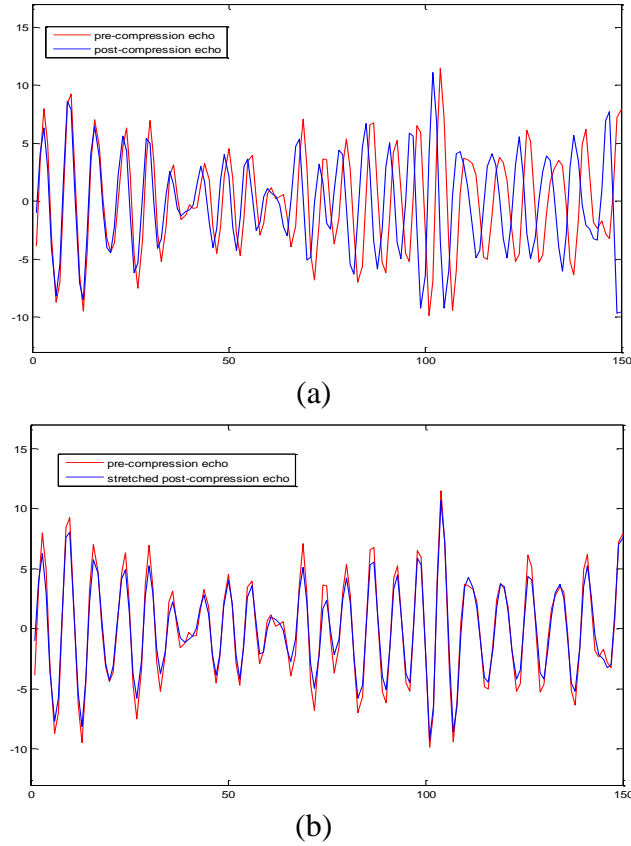 15
pre-compression echo
post-compression echo
10
5
0
-5
-10
0 50 100 150
(a)
15
pre-compression echo
stretched post-compression echo
10
5
0
-5
-10
0 50 100 150
(b)